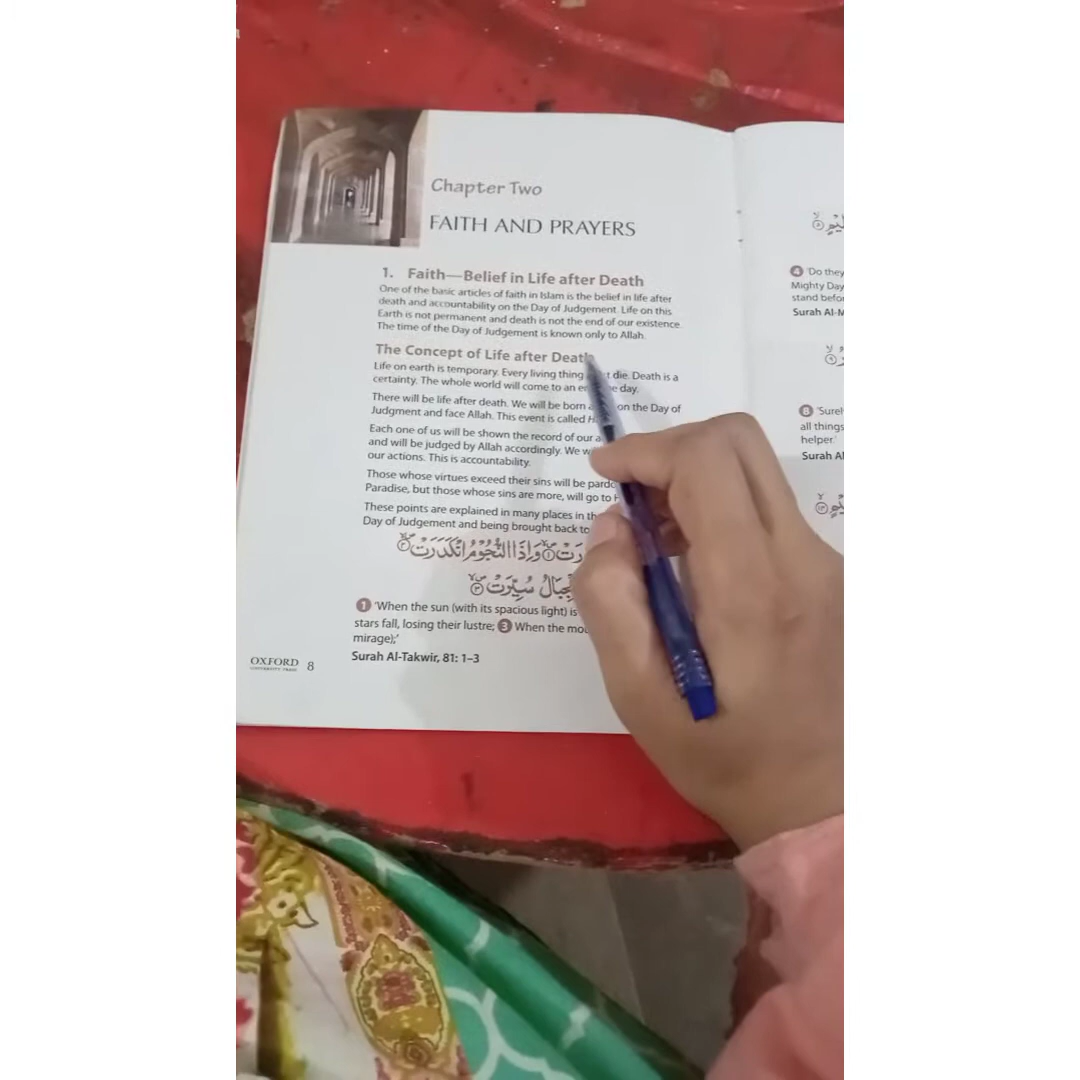 Chapter Two
FAITH AND PRAYERS
1. Faith—Belief in Life after Death
One of the basic articles of faith in Islam is the belief in life after
death and accountability on the Day of Judgement. Life on this
Earth is not permanent and death is not the end of our existence.
The time of the Day of Judgement is known only to Allah.
The Concept of Life after Death
Life on earth is temporary. Every living thing die. Death is a
certainty. The whole world will come to an day.
There will be life after death. We will be born on the Day of
Judgment and face Allah. This event is called
Each one of us will be shown the record of our
and will be judged by Allah accordingly. We
our actions. This is accountability.
Those whose virtues exceed their sins will be
Paradise, but those whose sins are more, will go to
These points are explained in many places in
Day of Judgement and being brought back to
وَاِذَا النُّجُوْمُ انْكَدَرَتْ ۪ۙ﴿۲﴾
سُيِّرَتْ ۪ۙ﴿۳﴾
1 'When the sun (with its spacious light) is
stars fall, losing their lustre; 3 When the
mirage);'
Surah Al-Takwir, 81: 1–3
OXFORD
UNIVERSITY PRESS
8
4 'Do they
Mighty Day
stand
Surah
8
all things
helper.'
Surah